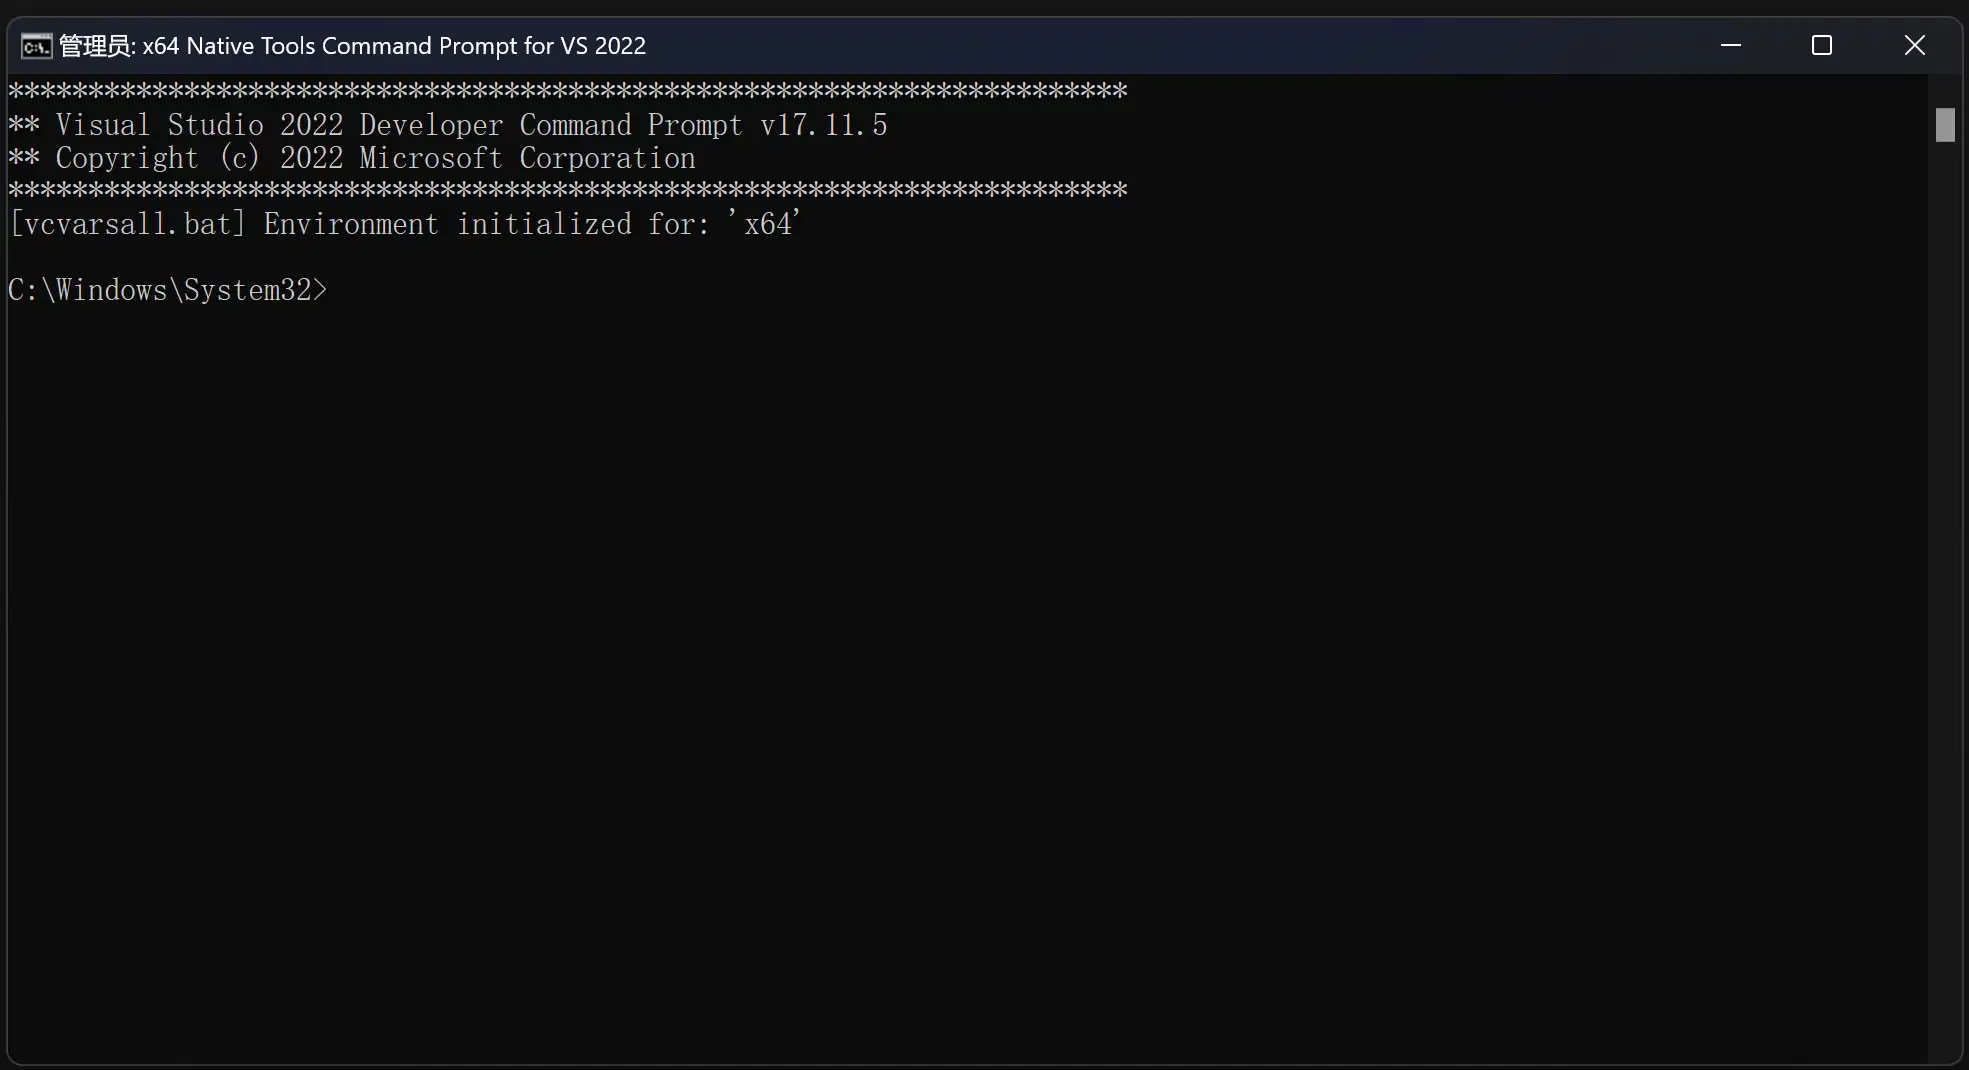 管理员: x64 Native Tools Command Prompt for VS 2022
**********************************************************************
** Visual Studio 2022 Developer Command Prompt v17.11.5
** Copyright (c) 2022 Microsoft Corporation
**********************************************************************
[vcvarsall.bat] Environment initialized for: 'x64'
C:\Windows\System32>